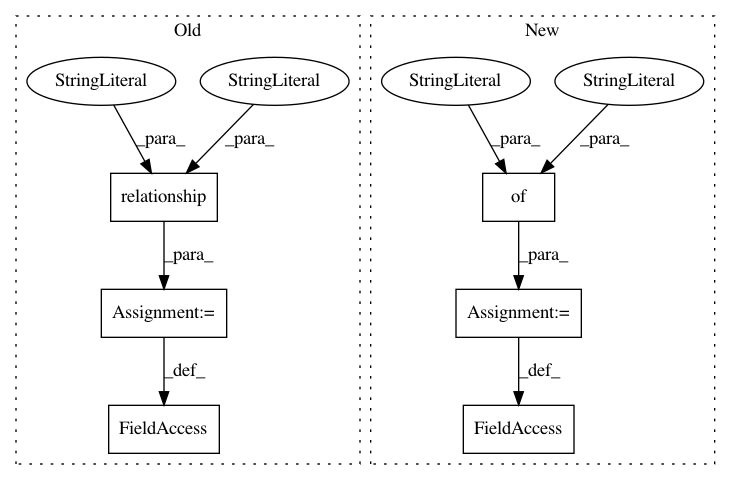 Old
New
StringLiteral
StringLiteral
StringLiteral
StringLiteral
_para_
_para_
_para_
_para_
relationship
of
_para_
_para_
Assignment:=
Assignment:=
_def_
_def_
FieldAccess
FieldAccess